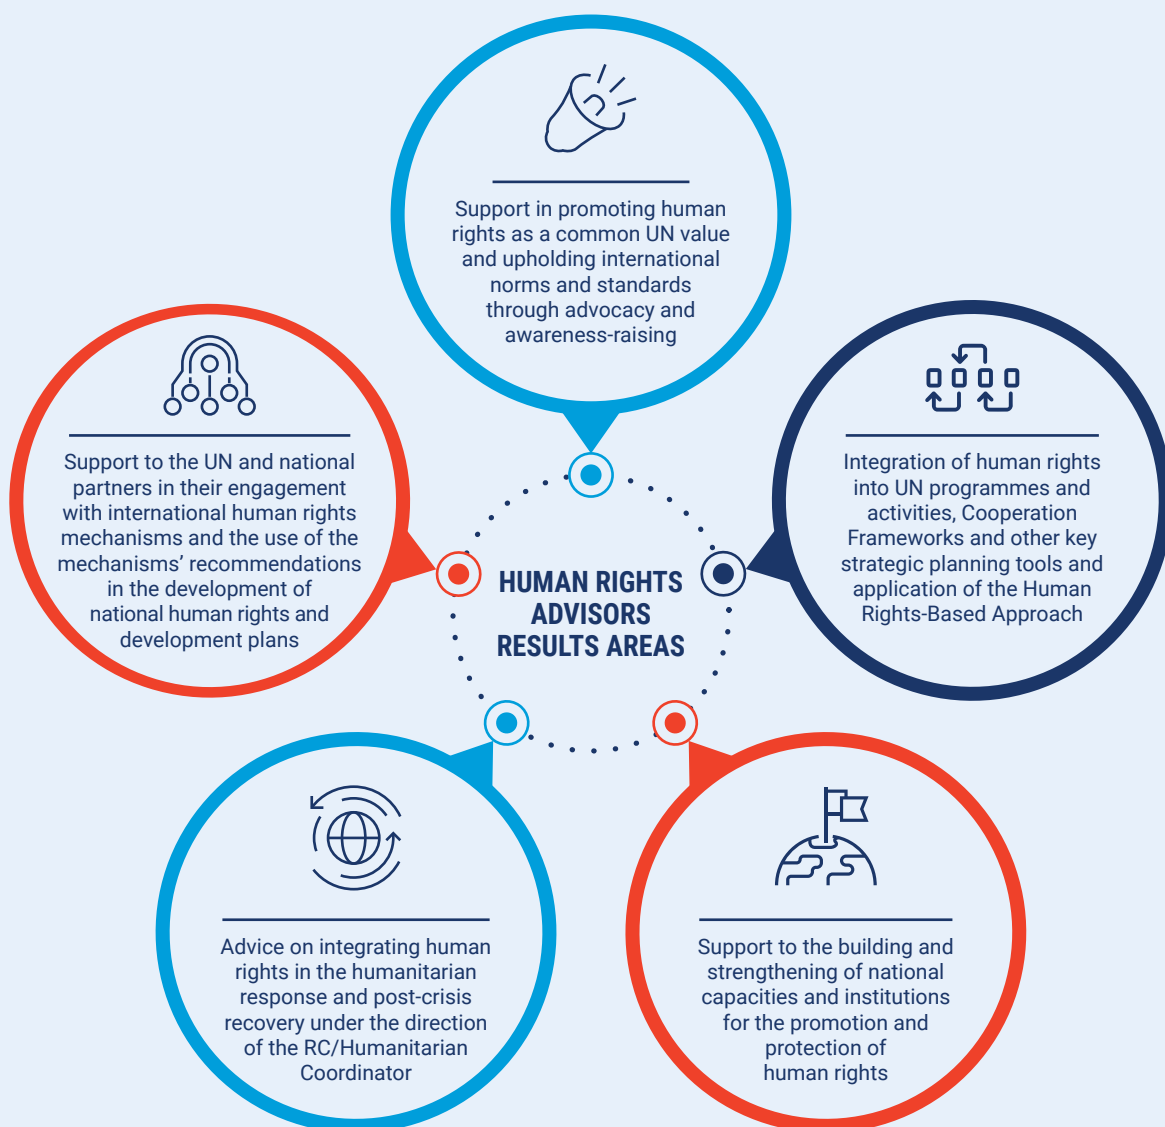 Support in promoting human
rights as a common UN value
and upholding international
norms and standards
through advocacy and
awareness-raising
Support to the UN and national
partners in their engagement
with international human rights
mechanisms and the use of the
mechanisms’ recommendations
in the development of
national human rights and
development plans
Integration of human rights
into UN programmes and
activities, Cooperation
Frameworks and other key
strategic planning tools and
application of the Human
Rights-Based Approach
HUMAN RIGHTS
ADVISORS
RESULTS AREAS
Advice on integrating human
rights in the humanitarian
response and post-crisis
recovery under the direction
of the RC/Humanitarian
Coordinator
Support to the building and
strengthening of national
capacities and institutions
for the promotion and
protection of
human rights